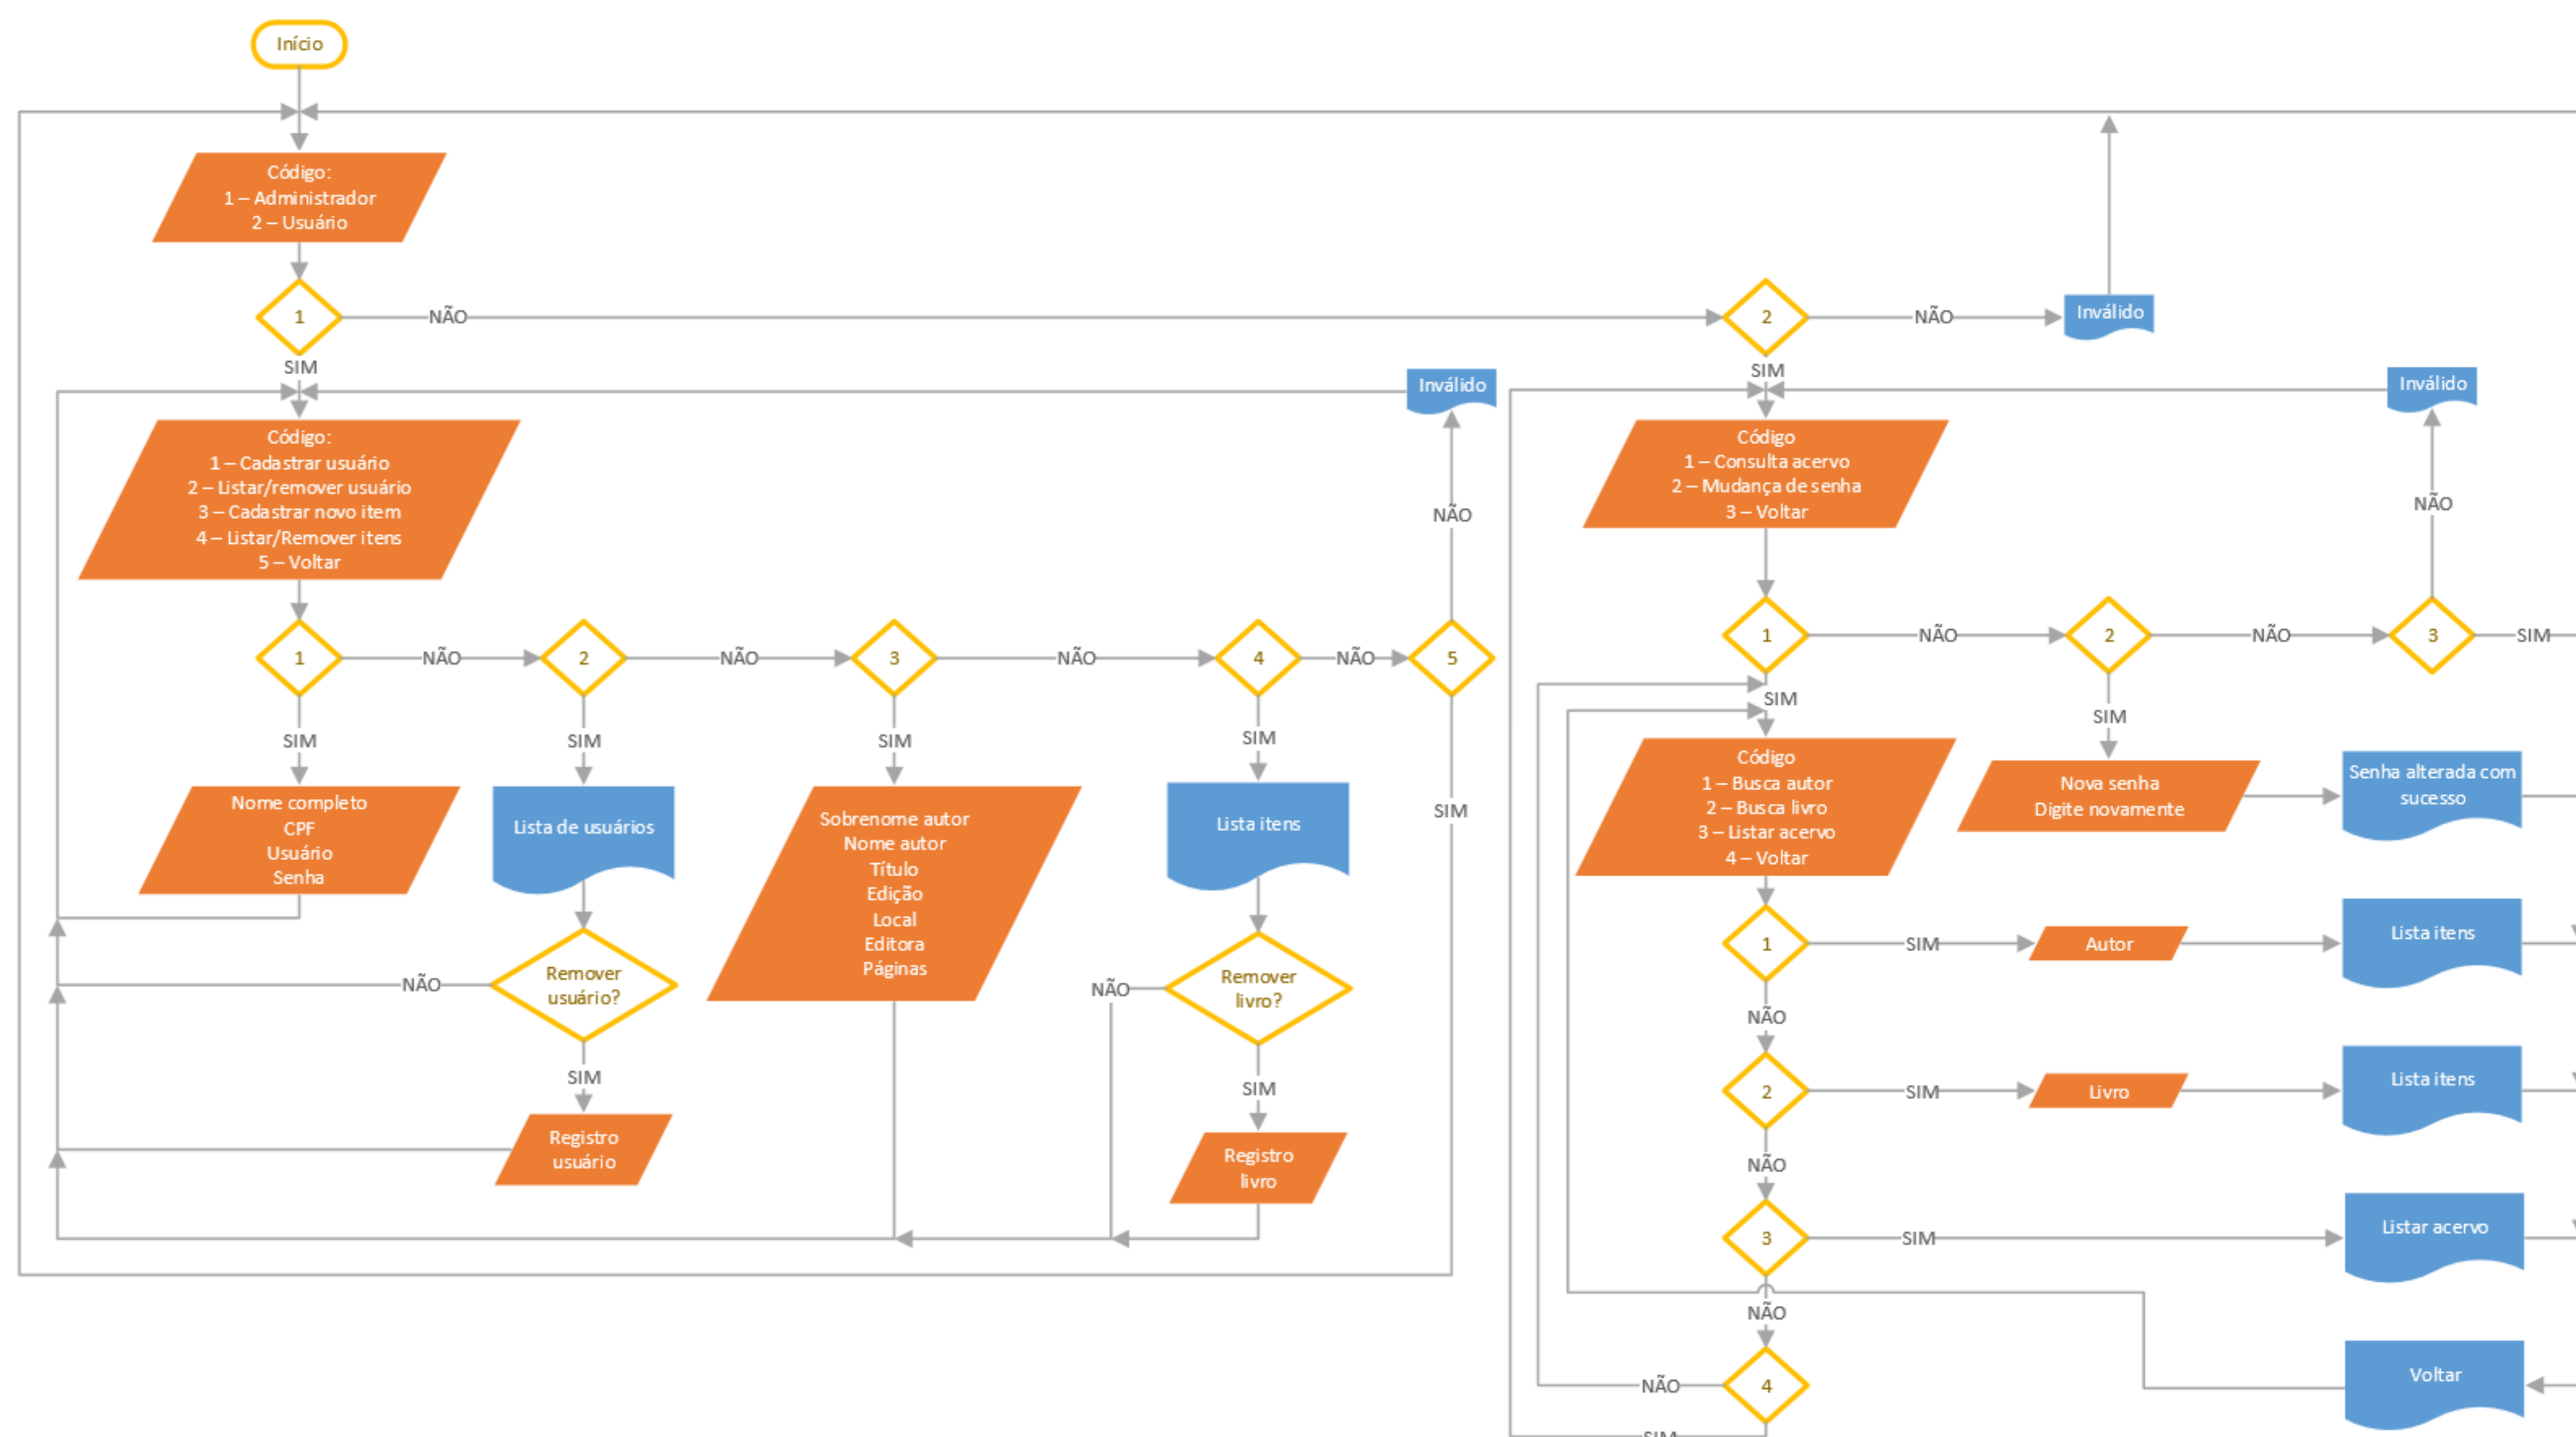 Início
Código:
1 – Administrador
2 – Usuário
1
NÃO
2
NÃO
Inválido
SIM
SIM
Inválido
Inválido
Código:
1 – Cadastrar usuário
2 – Listar/remover usuário
3 – Cadastrar novo item
4 – Listar/Remover itens
5 – Voltar
NÃO
Código
1 – Consulta acervo
2 – Mudança de senha
3 – Voltar
NÃO
1
NÃO
2
NÃO
3
NÃO
4
NÃO
5
1
NÃO
2
NÃO
3
SIM
SIM
SIM
SIM
SIM
SIM
SIM
SIM
Nome completo
CPF
Usuário
Senha
Lista de usuários
Sobrenome autor
Nome autor
Título
Edição
Local
Editora
Páginas
Lista itens
Código
1 – Busca autor
2 – Busca livro
3 – Listar acervo
4 – Voltar
Nova senha
Digite novamente
Senha alterada com
sucesso
NÃO
Remover
usuário?
NÃO
Remover
livro?
1
SIM
Autor
Lista itens
NÃO
SIM
Registro
usuário
SIM
Registro
livro
2
SIM
Livro
Lista itens
NÃO
3
SIM
Listar acervo
NÃO
NÃO
4
Voltar
SIM